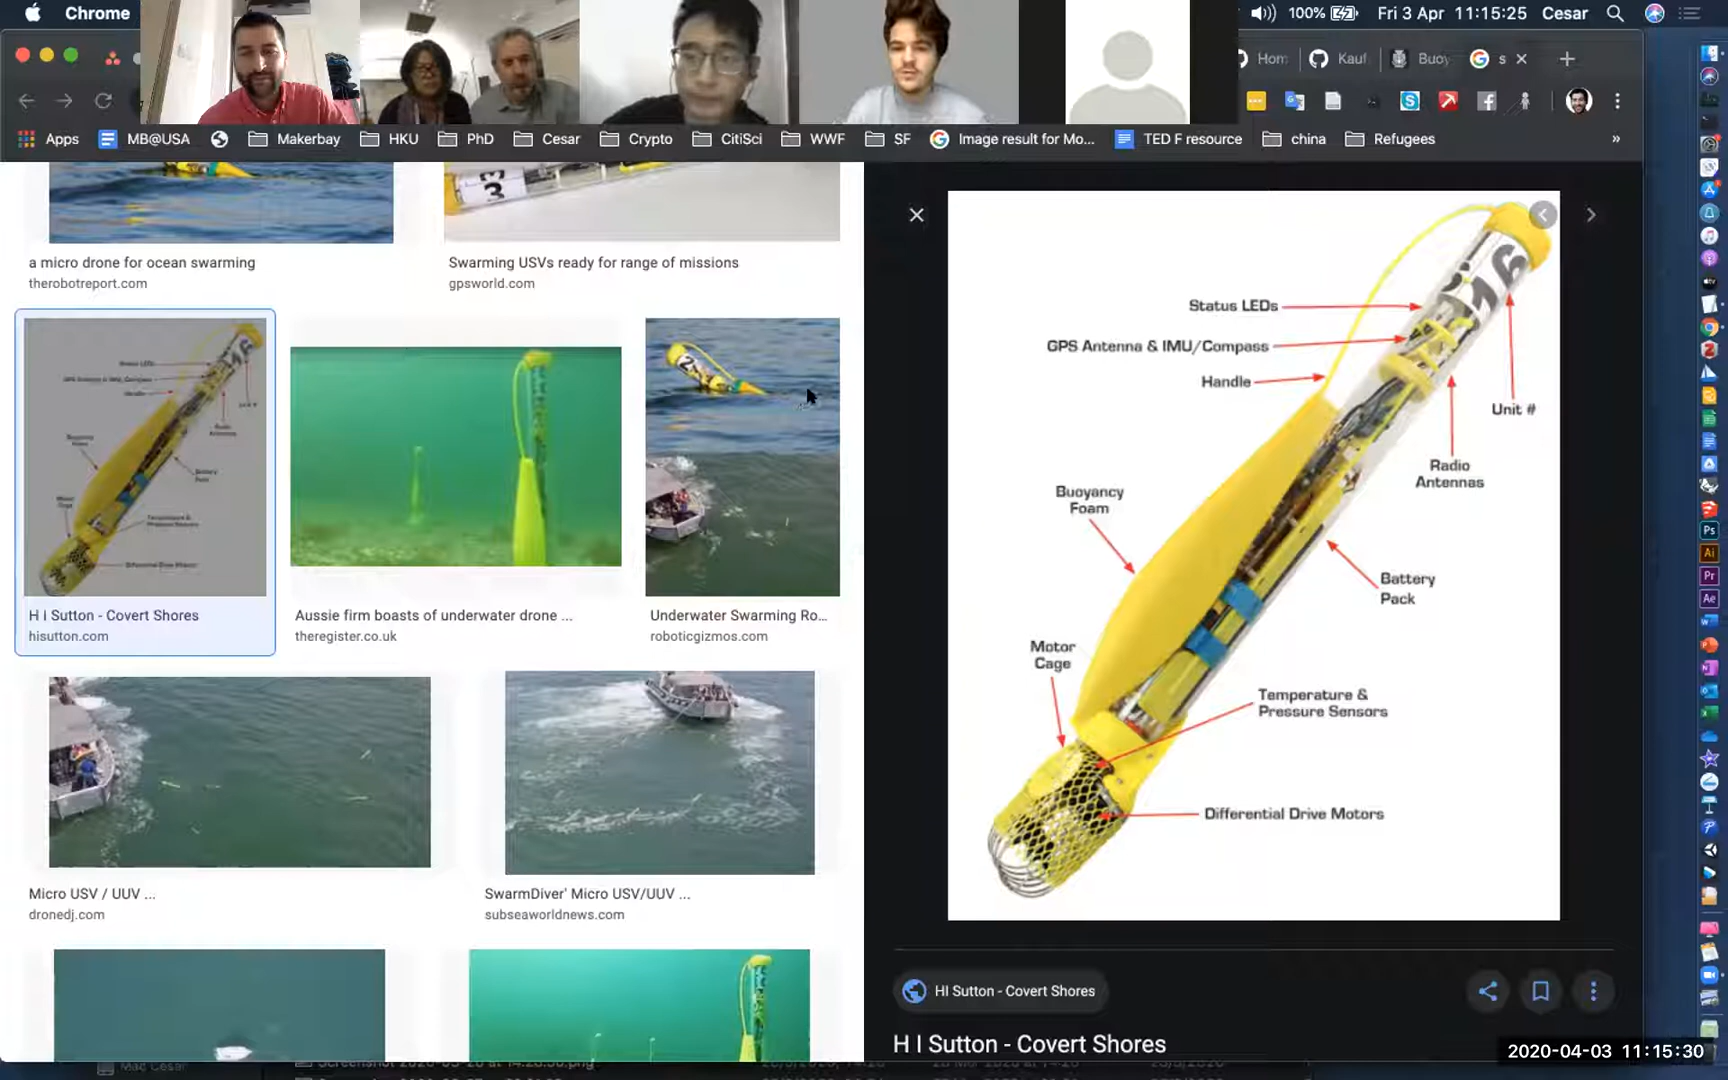 Chrome
100%
Fri 3 Apr 11:15:25
Cesar
Hom
Kauf
Buoy
s
Apps
MB@USA
Makerbay
HKU
PhD
Cesar
Crypto
CitiSci
WWF
SF
Image result for Mo...
TED F resource
china
Refugees
»
33
a micro drone for ocean swarming
therobotreport.com
Swarming USVs ready for range of missions
gpsworld.com
H I Sutton - Covert Shores
hisutton.com
Aussie firm boasts of underwater drone ...
theregister.co.uk
Underwater Swarming Ro...
roboticgizmos.com
Micro USV / UUV ...
dronedj.com
SwarmDiver' Micro USV/UUV ...
subseaworldnews.com
16
Status LEDs
GPS Antenna & IMU/Compass
Handle
Unit #
Radio
Antennas
Buoyancy
Foam
Battery
Pack
Motor
Cage
Temperature &
Pressure Sensors
Differential Drive Motors
HI Sutton - Covert Shores
H I Sutton - Covert Shores
2020-04-03 11:15:30